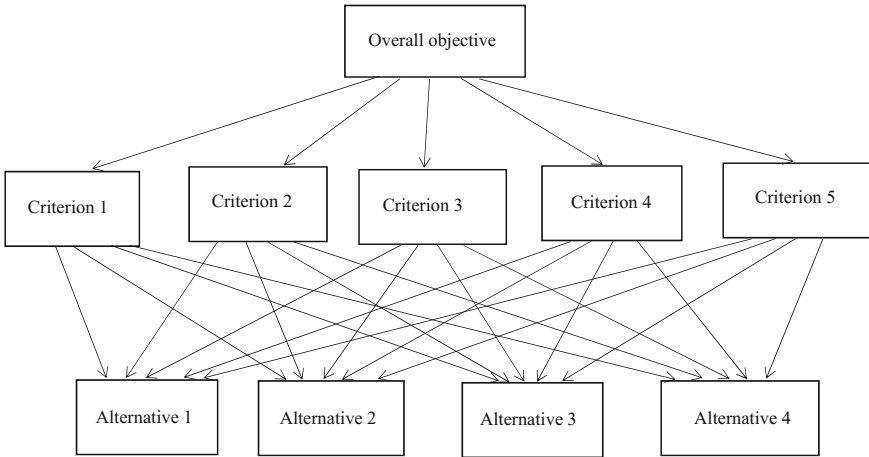 Overall objective
Criterion 1
Criterion 2
Criterion 3
Criterion 4
Criterion 5
Alternative 1
Alternative 2
Alternative 3
Alternative 4